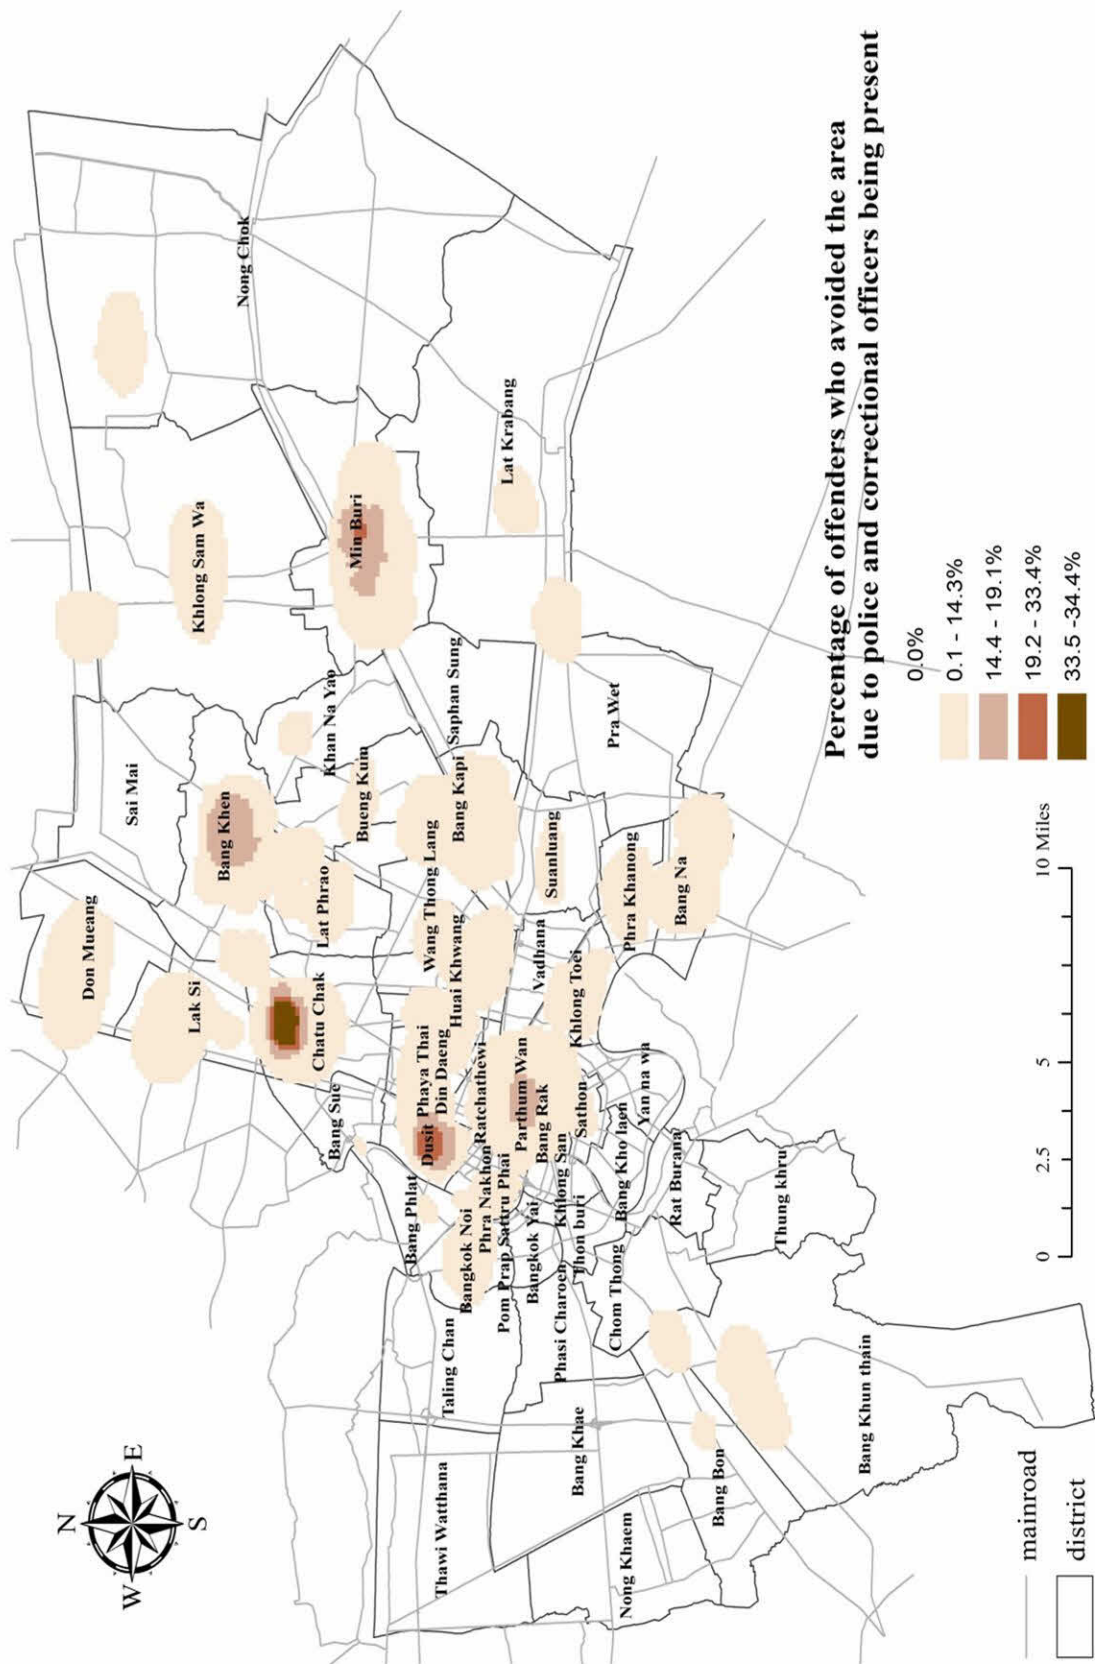 N
W
E
S
Nong Chok
Khlong Sam Wa
Min Buri
Lat Krabang
Sai Mai
Don Mueang
Bang Khen
Lak Si
Khan Na Yao
Bueng Kum
Lat Phrao
Chatu Chak
Saphan Sung
Bang Kapi
Wang Thong Lang
Huai Khwang
Pra Wet
Suanluang
Phra Khanong
Bang Na
Vadhana
Khlong Toei
Bang Sue
Dusit
Phaya Thai
Din Daeng
Ratchathewi
Parthum Wan
Bang Rak
Sathon
Yan na wa
Bang Kho laen
Bang Phlat
Bangkok Noi
Phra Nakhon
Pom Prap Sattru Phai
Bangkok Yai
Khlong San
Thon buri
Phasi Charoen
Chom Thong
Rat Burana
Thung khru
Taling Chan
Thawi Watthana
Bang Khae
Nong Khaem
Bang Bon
Bang Khun thain
Percentage of offenders who avoided the area
due to police and correctional officers being present
0.0%
0.1 - 14.3%
14.4 - 19.1%
19.2 - 33.4%
33.5 -34.4%
mainroad
district
0 2.5 5 10 Miles